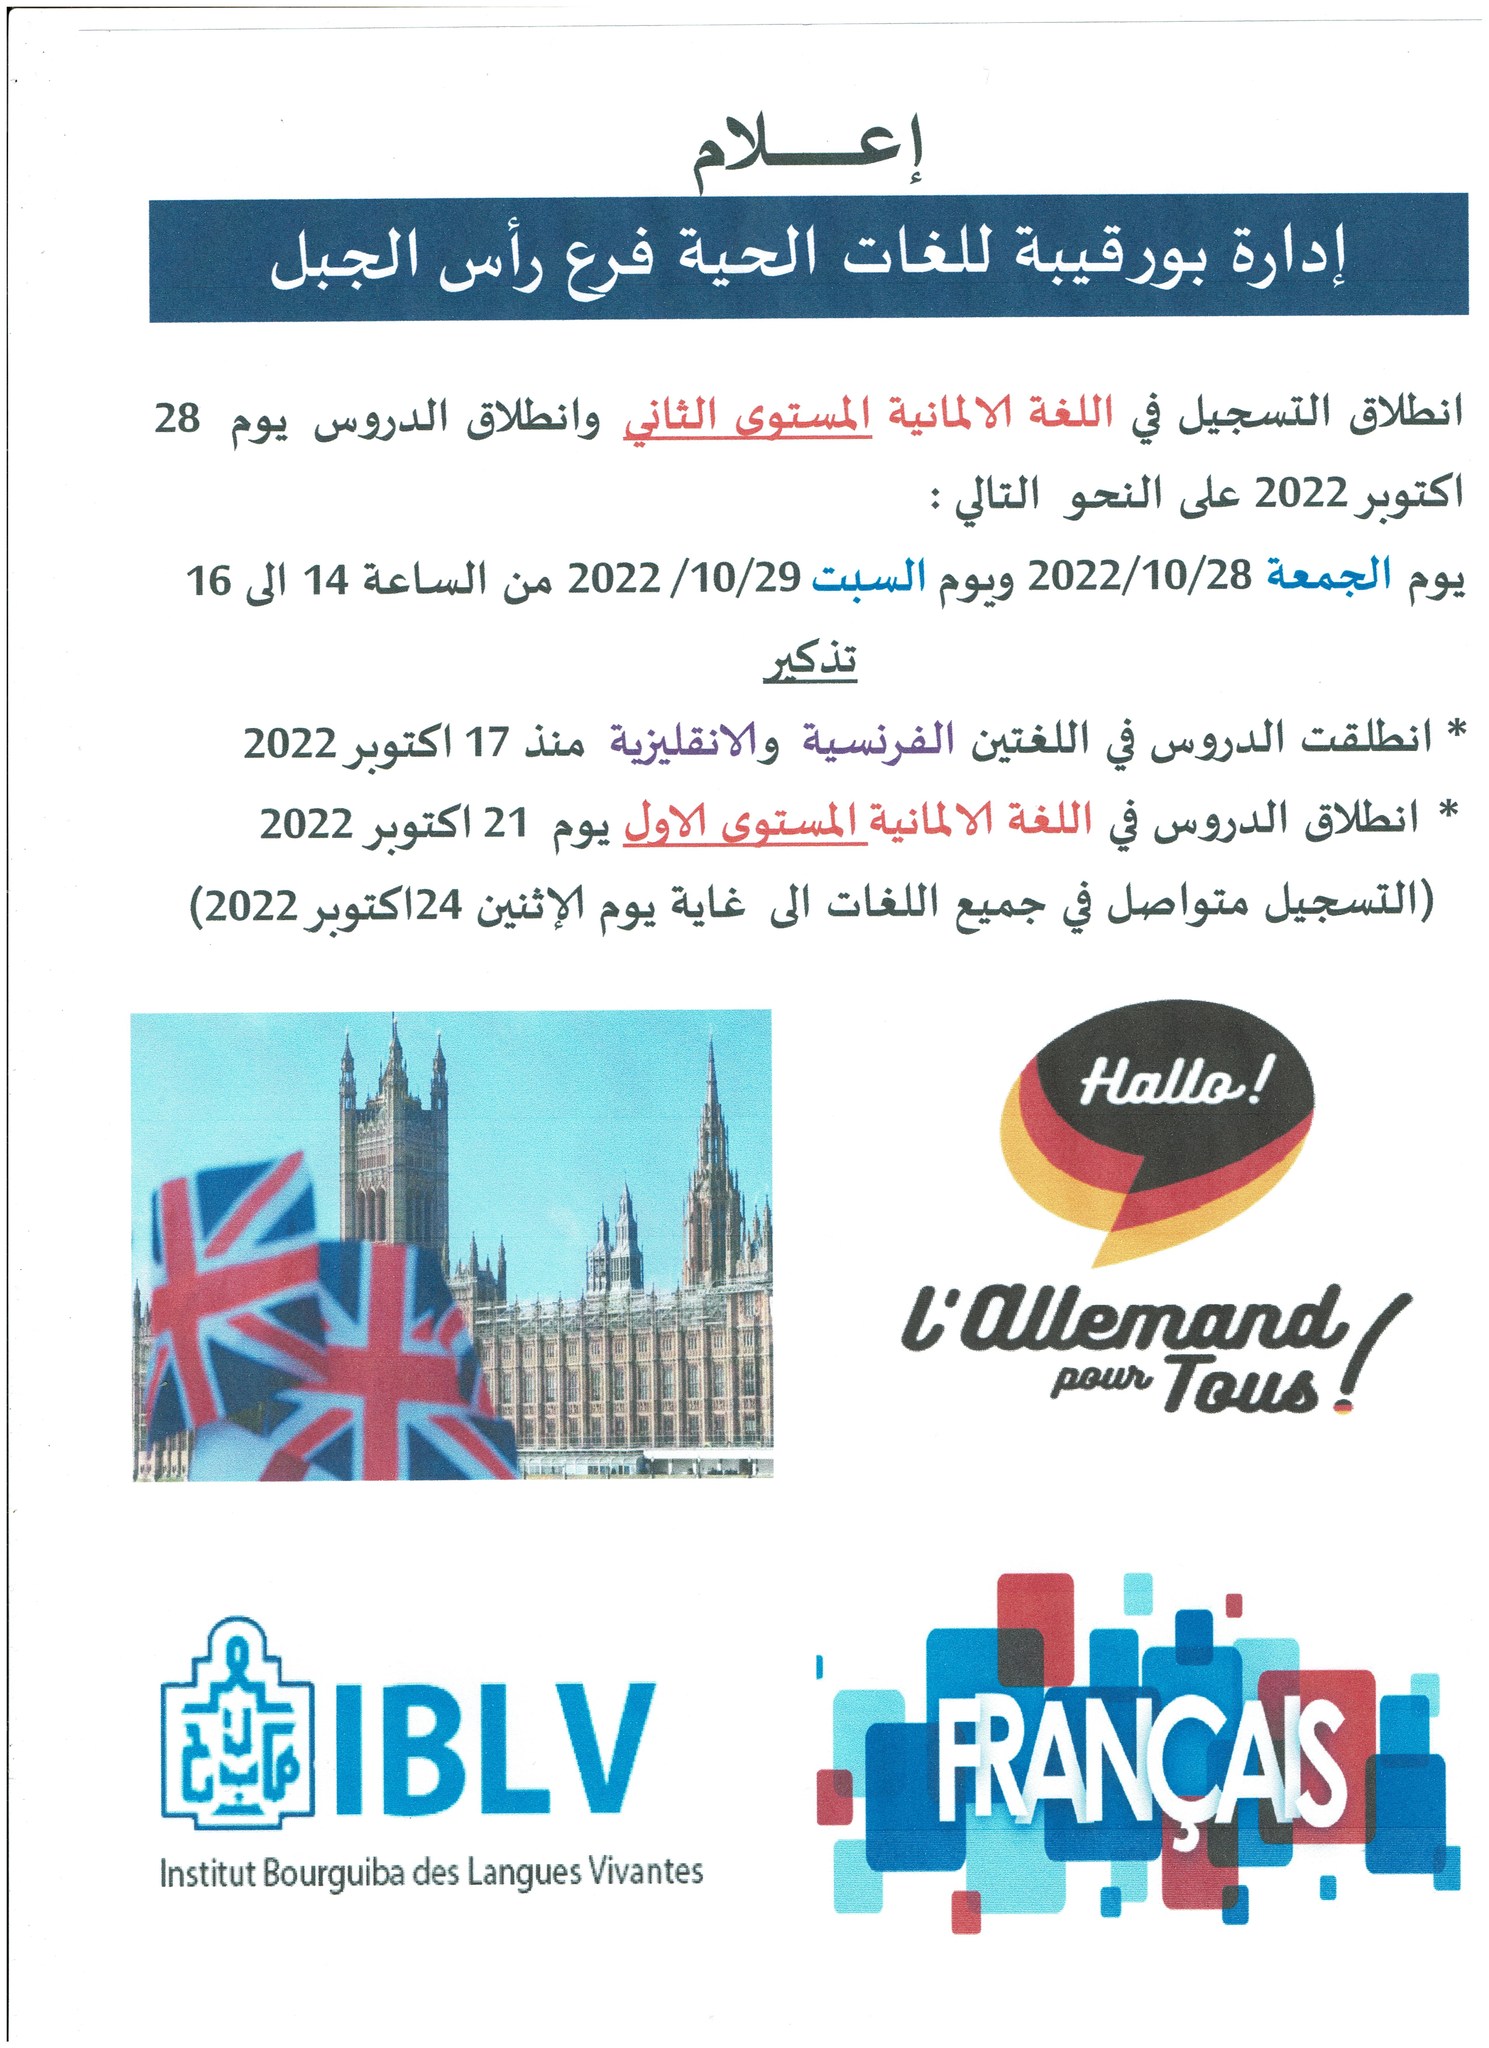 إعـــــلام
إدارة بورقيبة للغات الحية فرع رأس الجبل
انطلاق التسجيل في اللغة الالمانية المستوى الثاني وانطلاق الدروس يوم 28
اكتوبر 2022 على النحو التالي :
يوم الجمعة 2022/10/28 ويوم السبت 2022 /10/29 من الساعة 14 الى 16
تذكير
* انطلقت الدروس في اللغتين الفرنسية والانقليزية منذ 17 اكتوبر 2022
* انطلاق الدروس في اللغة الالمانية المستوى الاول يوم 21 اكتوبر 2022
(التسجيل متواصل في جميع اللغات الى غاية يوم الإثنين 24اكتوبر 2022)
Hallo!
l'Allemand
pour Tous!
IBLV
Institut Bourguiba des Langues Vivantes
FRANÇAIS